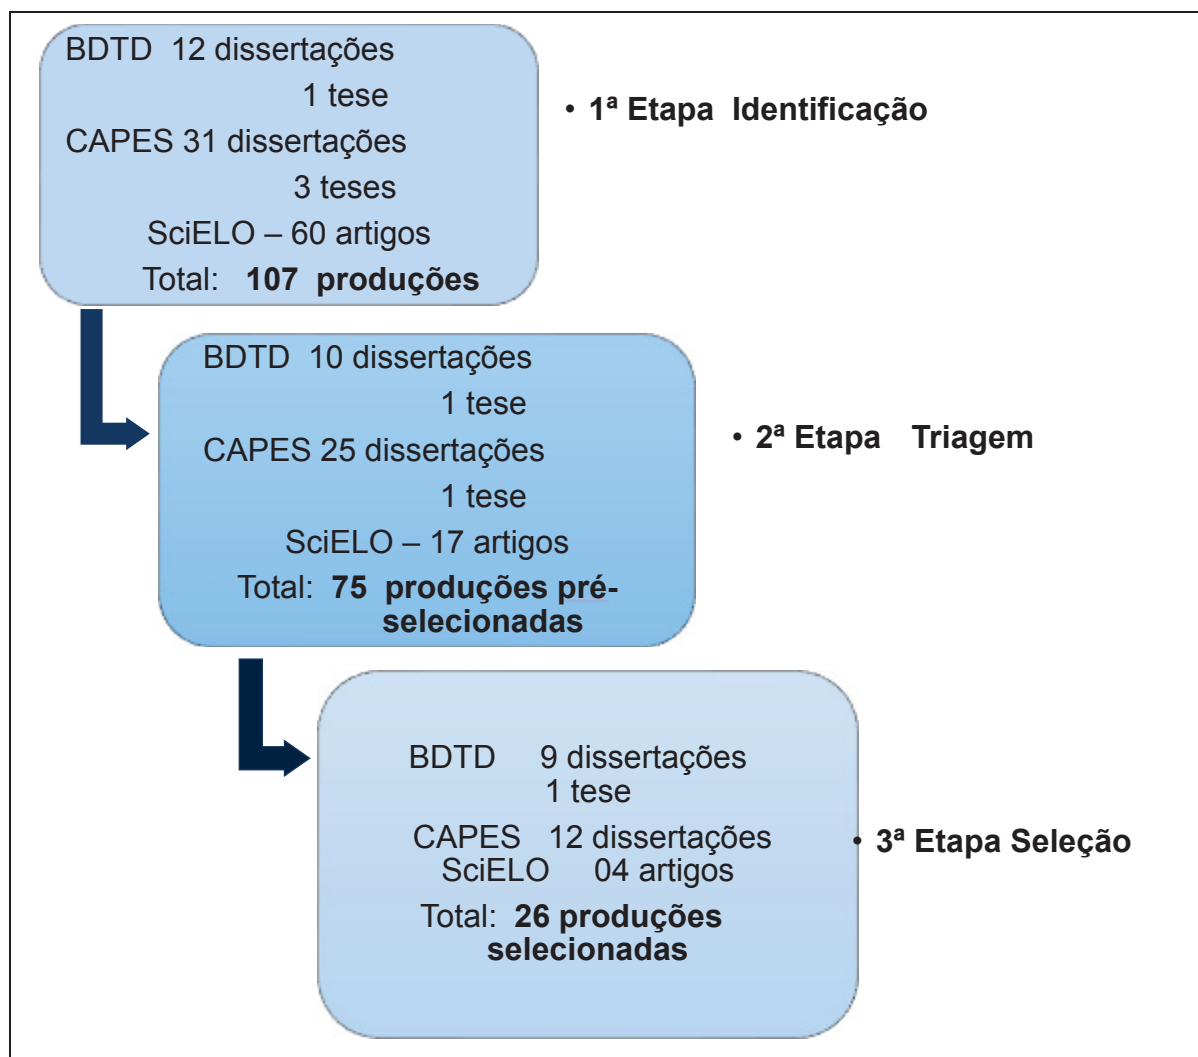 BDTD 12 dissertações
1 tese
CAPES 31 dissertações
3 teses
SciELO – 60 artigos
Total: 107 produções
• 1ª Etapa Identificação
BDTD 10 dissertações
1 tese
CAPES 25 dissertações
1 tese
SciELO – 17 artigos
Total: 75 produções pré-
selecionadas
• 2ª Etapa Triagem
BDTD 9 dissertações
1 tese
CAPES 12 dissertações
SciELO 04 artigos
Total: 26 produções
selecionadas
• 3ª Etapa Seleção